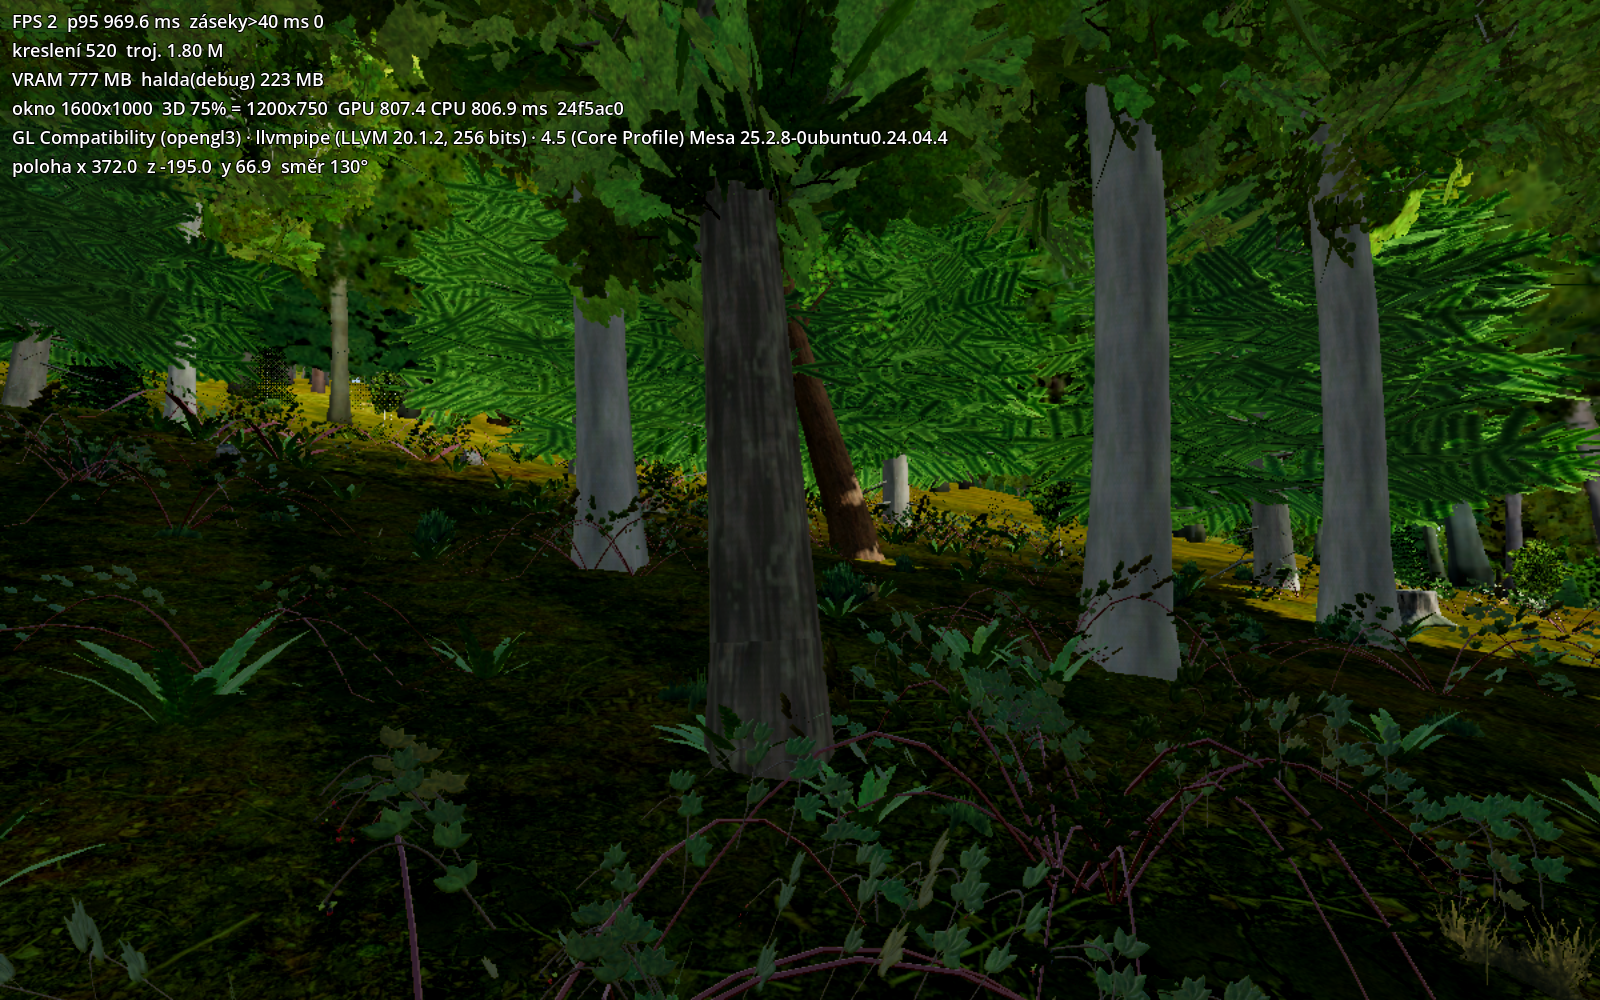 FPS 2  p95 969.6 ms  záseky>40 ms 0
kreslení 520  troj. 1.80 M
VRAM 777 MB  halda(debug) 223 MB
okno 1600x1000  3D 75% = 1200x750  GPU 807.4 CPU 806.9 ms  24f5ac0
GL Compatibility (opengl3) · llvmpipe (LLVM 20.1.2, 256 bits) · 4.5 (Core Profile) Mesa 25.2.8-0ubuntu0.24.04.4
poloha x 372.0  z -195.0  y 66.9  směr 130°